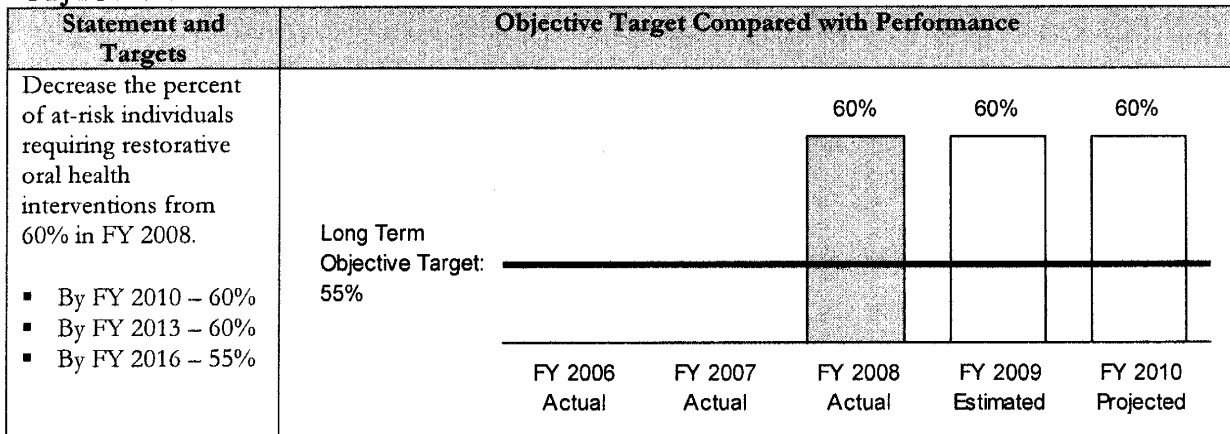 Statement and
Targets
Objective Target Compared with Performance
Decrease the percent
of at-risk individuals
requiring restorative
oral health
interventions from
60% in FY 2008.
▪ By FY 2010 – 60%
▪ By FY 2013 – 60%
▪ By FY 2016 – 55%
60% 60% 60%
Long Term
Objective Target:
55%
FY 2006 FY 2007 FY 2008 FY 2009 FY 2010
Actual Actual Actual Estimated Projected